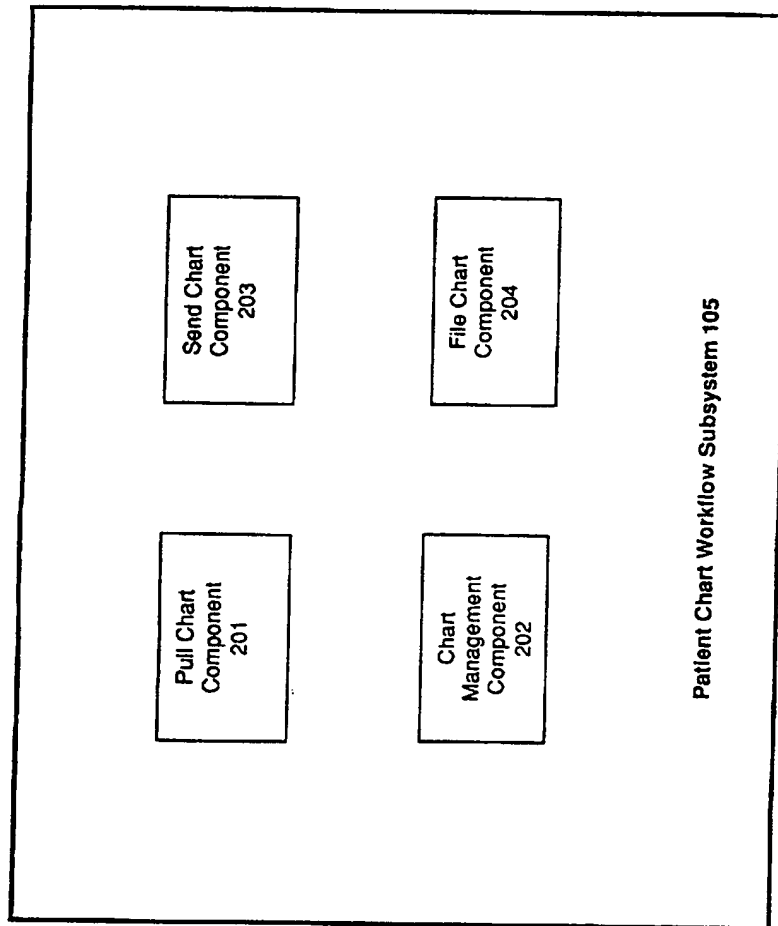 Pull Chart
Component
201
Send Chart
Component
203
Chart
Management
Component
202
File Chart
Component
204
Patient Chart Workflow Subsystem 105